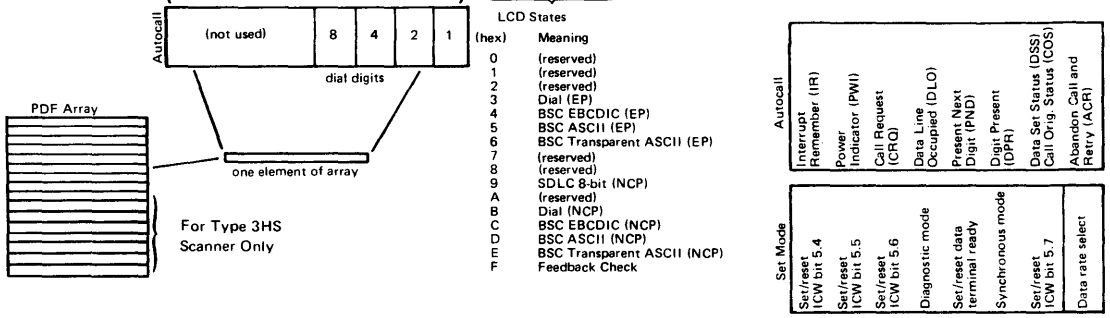 Autocall
(not used)
8
4
2
1
dial digits
PDF Array
one element of array
For Type 3HS
Scanner Only
LCD States
(hex) Meaning
0 (reserved)
1 (reserved)
2 (reserved)
3 Dial (EP)
4 BSC EBCDIC (EP)
5 BSC ASCII (EP)
6 BSC Transparent ASCII (EP)
7 (reserved)
8 (reserved)
9 SDLC 8-bit (NCP)
A (reserved)
B Dial (NCP)
C BSC EBCDIC (NCP)
D BSC ASCII (NCP)
E BSC Transparent ASCII (NCP)
F Feedback Check
Autocall
Interrupt
Remember (IR)
Power
Indicator (PWI)
Call Request
(CRQ)
Data Line
Occupied (DLO)
Present Next
Digit (PND)
Digit Present
(DPR)
Data Set Status (DSS)
Call Orig. Status (COS)
Abandon Call and
Retry (ACR)
Set Mode
Set/reset
ICW bit 5.4
Set/reset
ICW bit 5.5
Set/reset
ICW bit 5.6
Diagnostic mode
Set/reset data
terminal ready
Synchronous mode
Set/reset
ICW bit 5.7
Data rate select